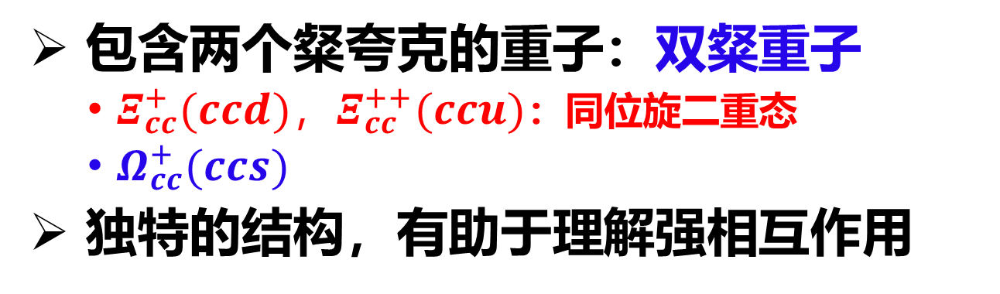 ➢ 包含两个粲夸克的重子：双粲重子
• Ξ⁺cc(ccd)，Ξ⁺⁺cc(ccu)：同位旋二重态
• Ω⁺cc(ccs)
➢ 独特的结构，有助于理解强相互作用